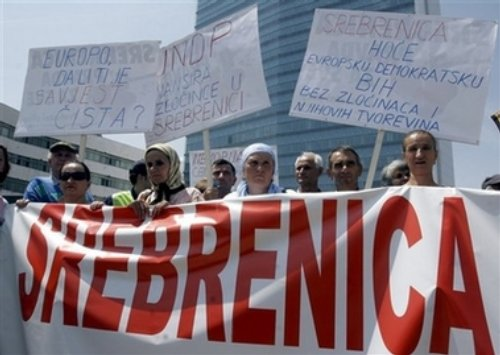 EUROPO,
DA LI TI JE
SAVJEST
ČISTA?
ZLOČINCE U
SREBRENICI
SREBRENICA
HOĆE
EVROPSKU, DEMOKRATSKU
BIH
BEZ ZLOČINACA I
NJIHOVIH TVOREVINA
SREBRENICA